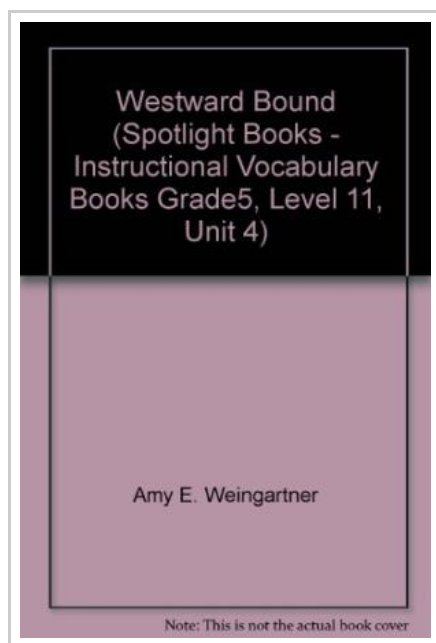 Westward Bound
(Spotlight Books -
Instructional Vocabulary
Books Grade5, Level 11,
Unit 4)
Amy E. Weingartner
Note: This is not the actual book cover